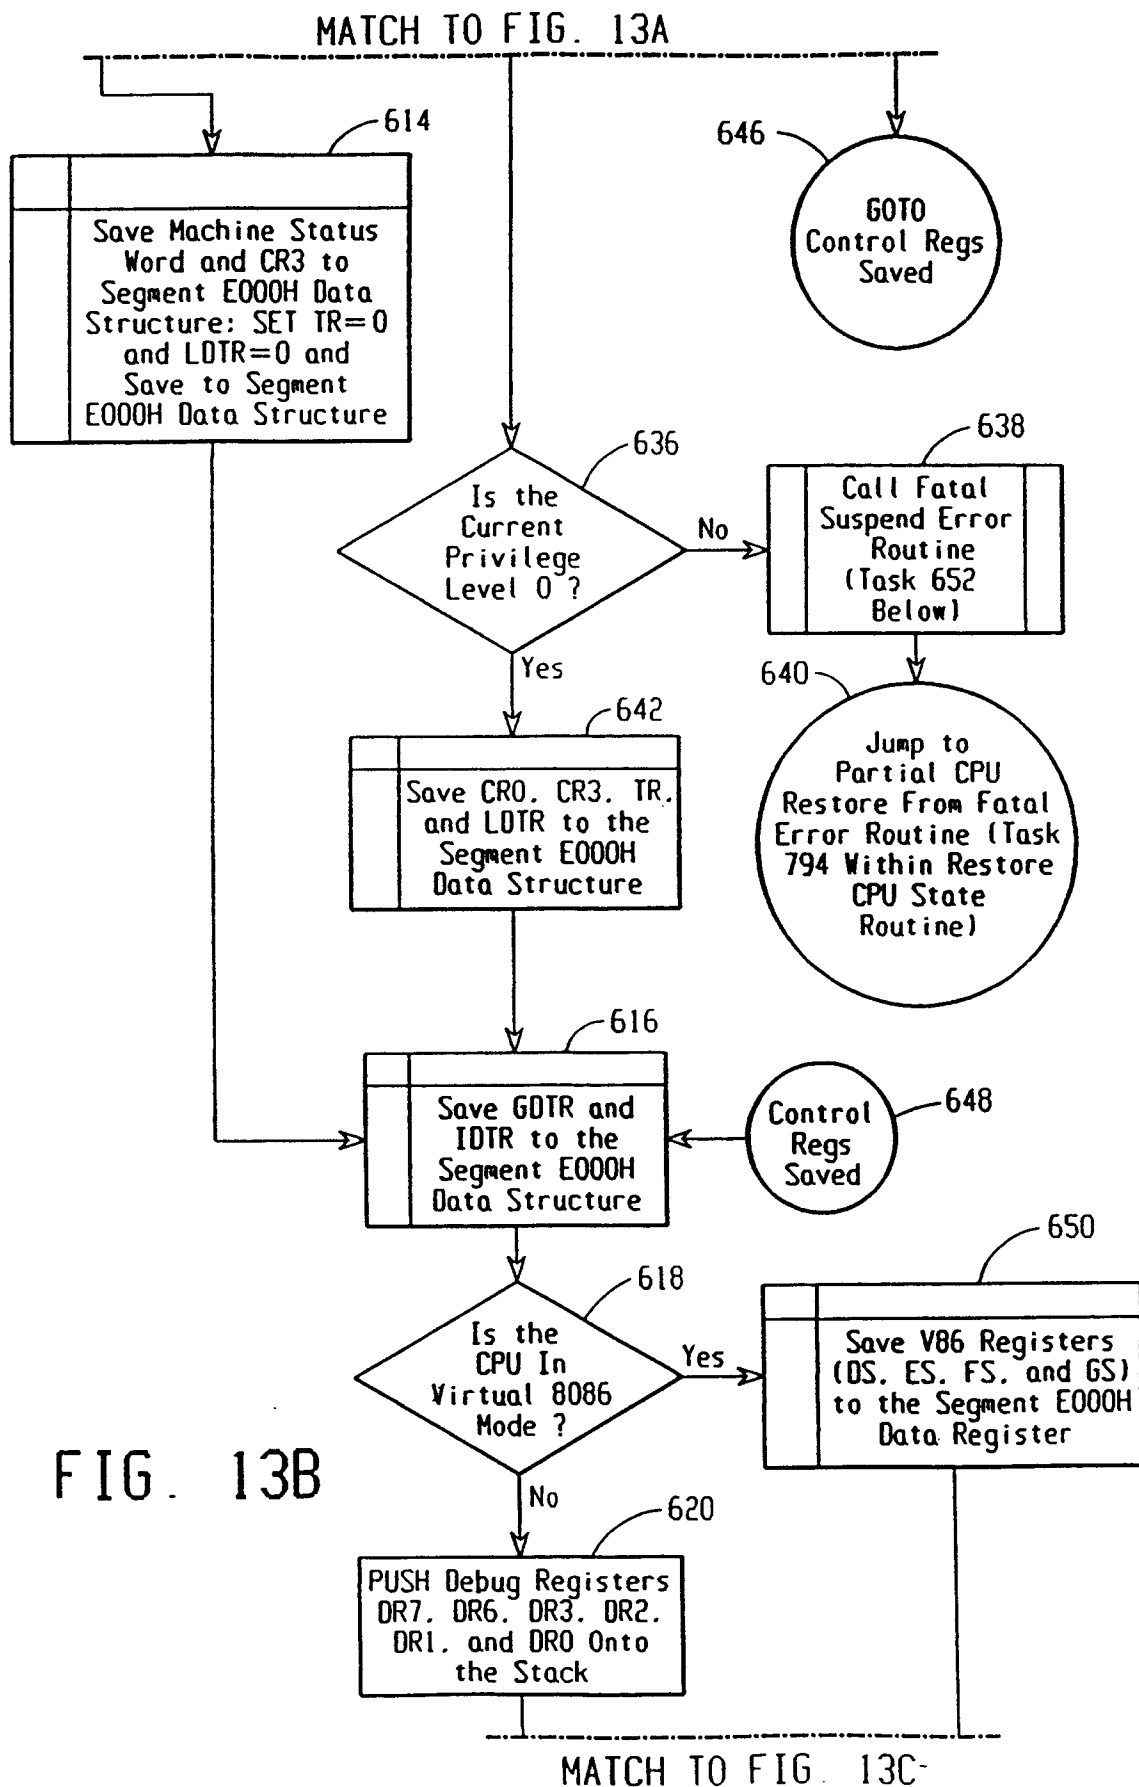 MATCH TO FIG. 13A
614
Save Machine Status
Word and CR3 to
Segment E000H Data
Structure: SET TR=0
and LDTR=0 and
Save to Segment
E000H Data Structure
646
GOTO
Control Regs
Saved
636
Is the
Current
Privilege
Level 0 ?
No
Yes
638
Call Fatal
Suspend Error
Routine
(Task 652
Below)
640
Jump to
Partial CPU
Restore From Fatal
Error Routine (Task
794 Within Restore
CPU State
Routine)
642
Save CR0, CR3, TR,
and LDTR to the
Segment E000H
Data Structure
616
Save GDTR and
IDTR to the
Segment E000H
Data Structure
648
Control
Regs
Saved
618
Is the
CPU In
Virtual 8086
Mode ?
Yes
No
650
Save V86 Registers
(DS, ES, FS, and GS)
to the Segment E000H
Data Register
FIG. 13B
620
PUSH Debug Registers
DR7, DR6, DR3, DR2,
DR1, and DR0 Onto
the Stack
MATCH TO FIG. 13C